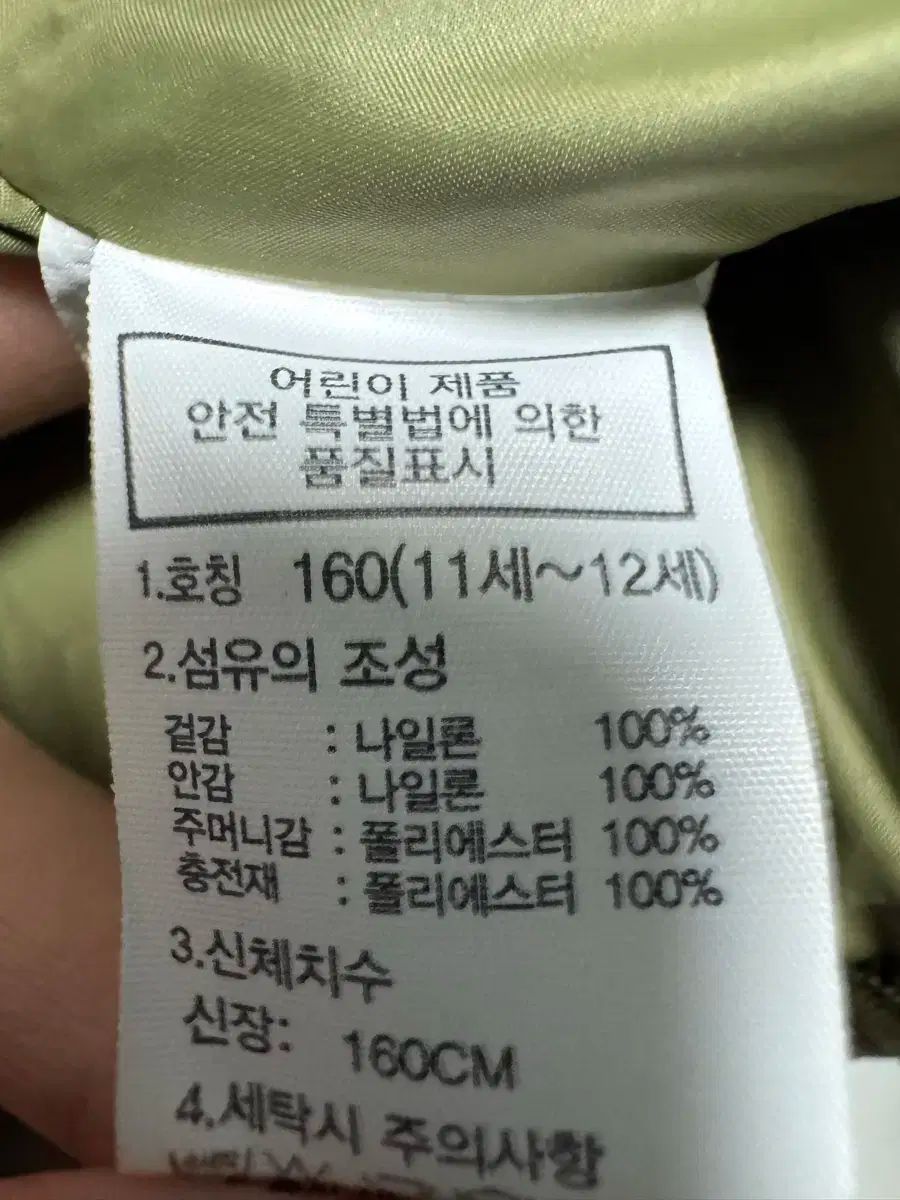 어린이 제품
안전 특별법에 의한
품질표시
1.호칭 160(11세~12세)
2.섬유의 조성
겉감 : 나일론 100%
안감 : 나일론 100%
주머니감 : 폴리에스터 100%
충전재 : 폴리에스터 100%
3.신체치수
신장: 160CM
4.세탁시 주의사항